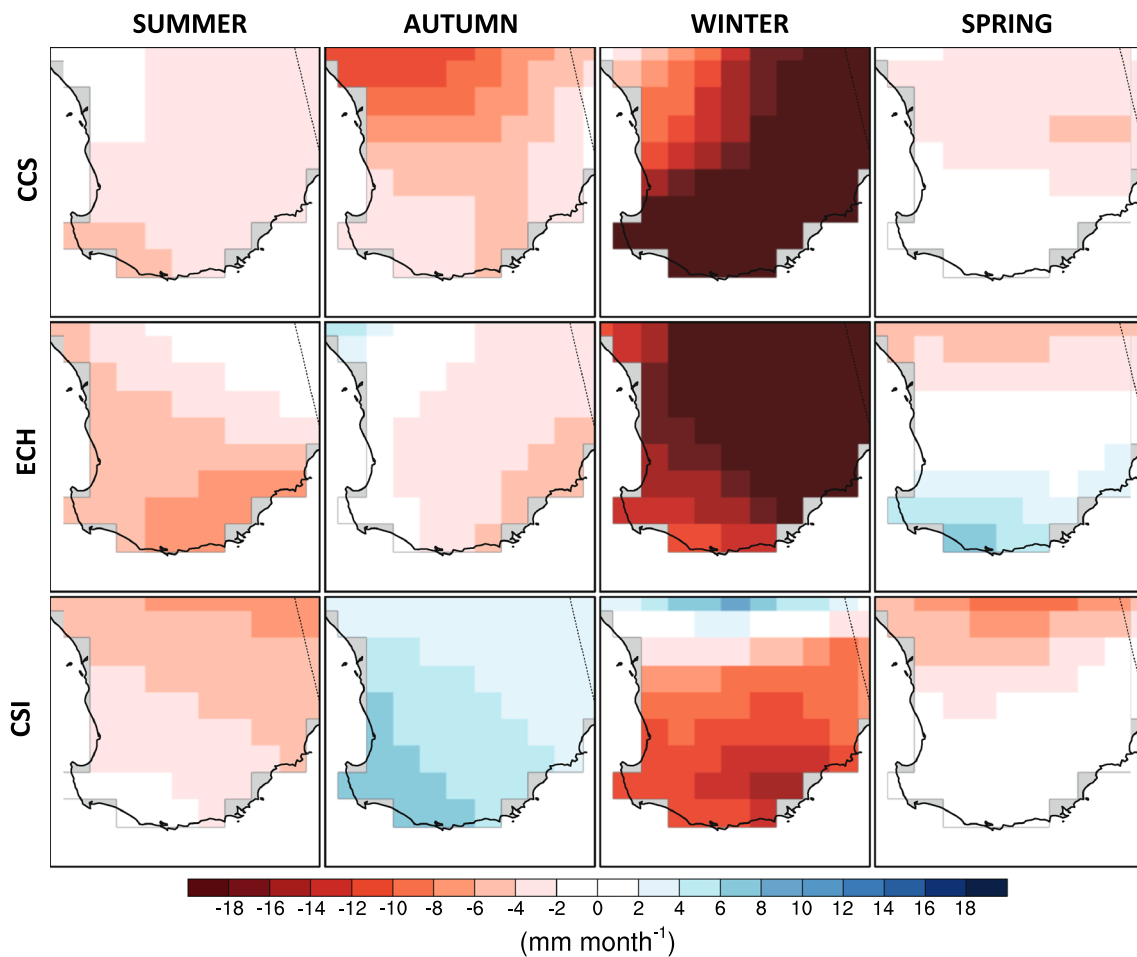 SUMMER AUTUMN WINTER SPRING
CCS
ECH
CSI
-18 -16 -14 -12 -10 -8 -6 -4 -2 0 2 4 6 8 10 12 14 16 18
(mm month⁻¹)